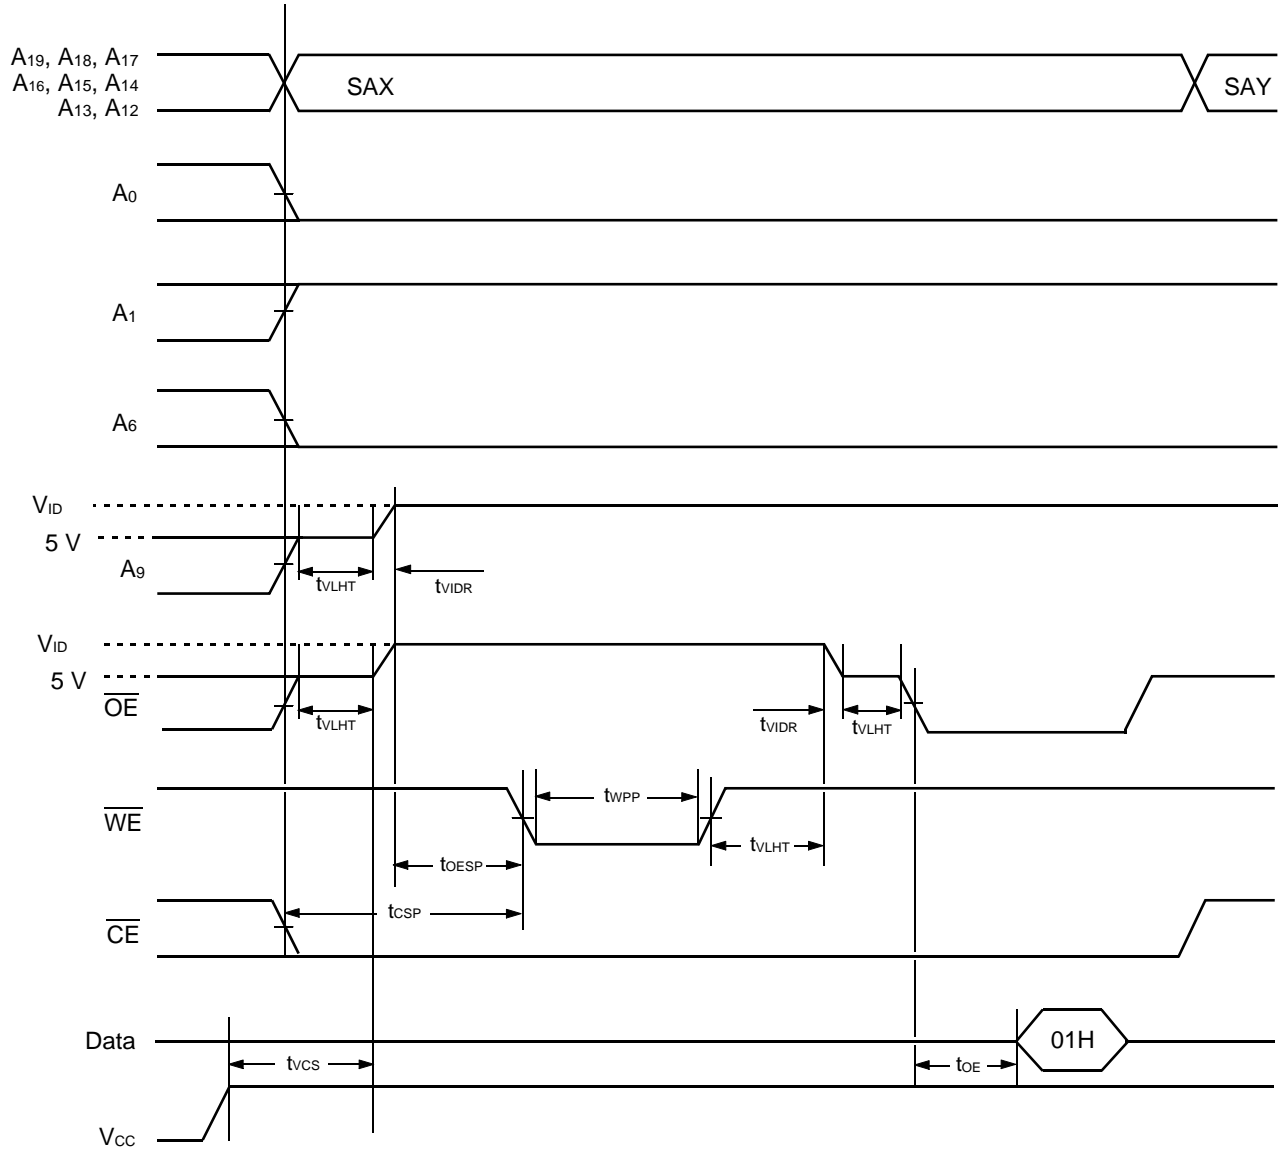 A19, A18, A17
A16, A15, A14
A13, A12
SAX
SAY
A0
A1
A6
VID
5 V
A9
tVLHT
tVIDR
VID
5 V
OE
tVLHT
tVIDR
tVLHT
WE
tWPP
tVLHT
tOESP
tCSP
CE
Data
01H
tVCS
tOE
VCC